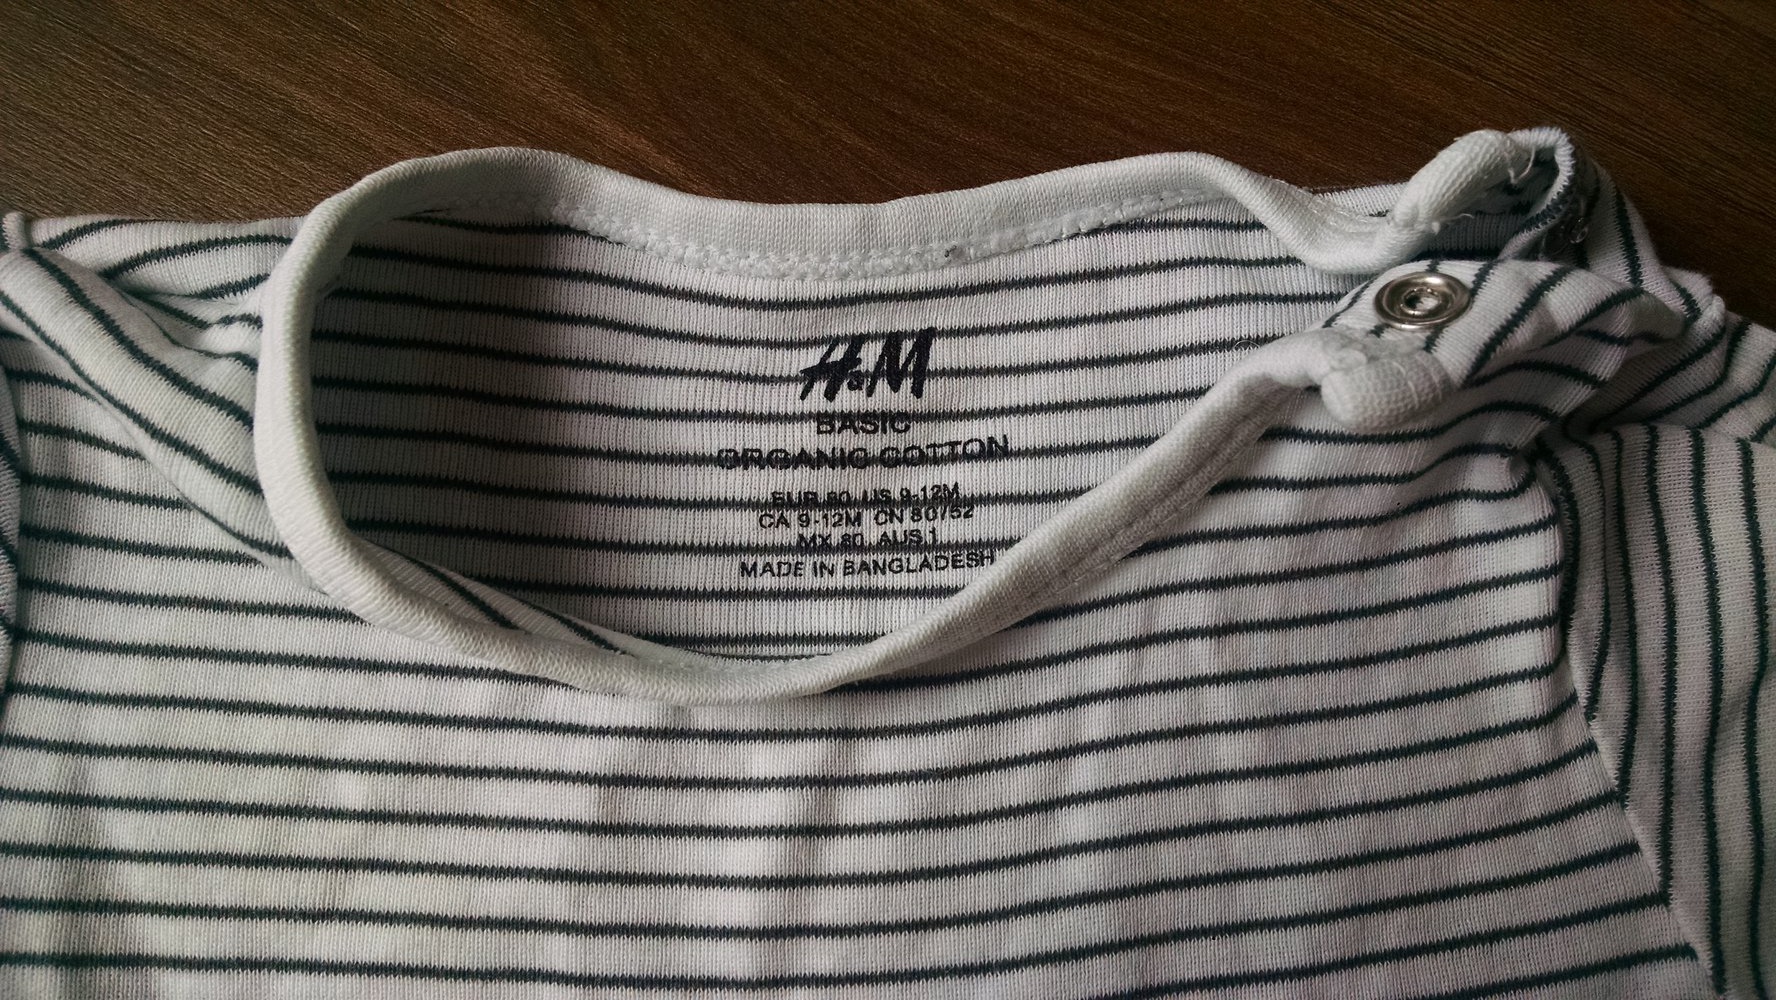 H&M
BASIC
ORGANIC COTTON
EUR 80 US 9-12M
CA 9-12M CN 80/52
MX 80 AUS 1
MADE IN BANGLADESH